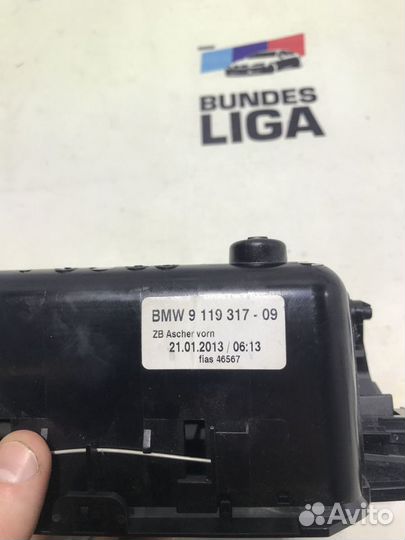 BUNDES
LIGA
BMW 9 119 317 - 09
ZB Ascher vorn
21.01.2013 / 06:13
fias 46567
Avito